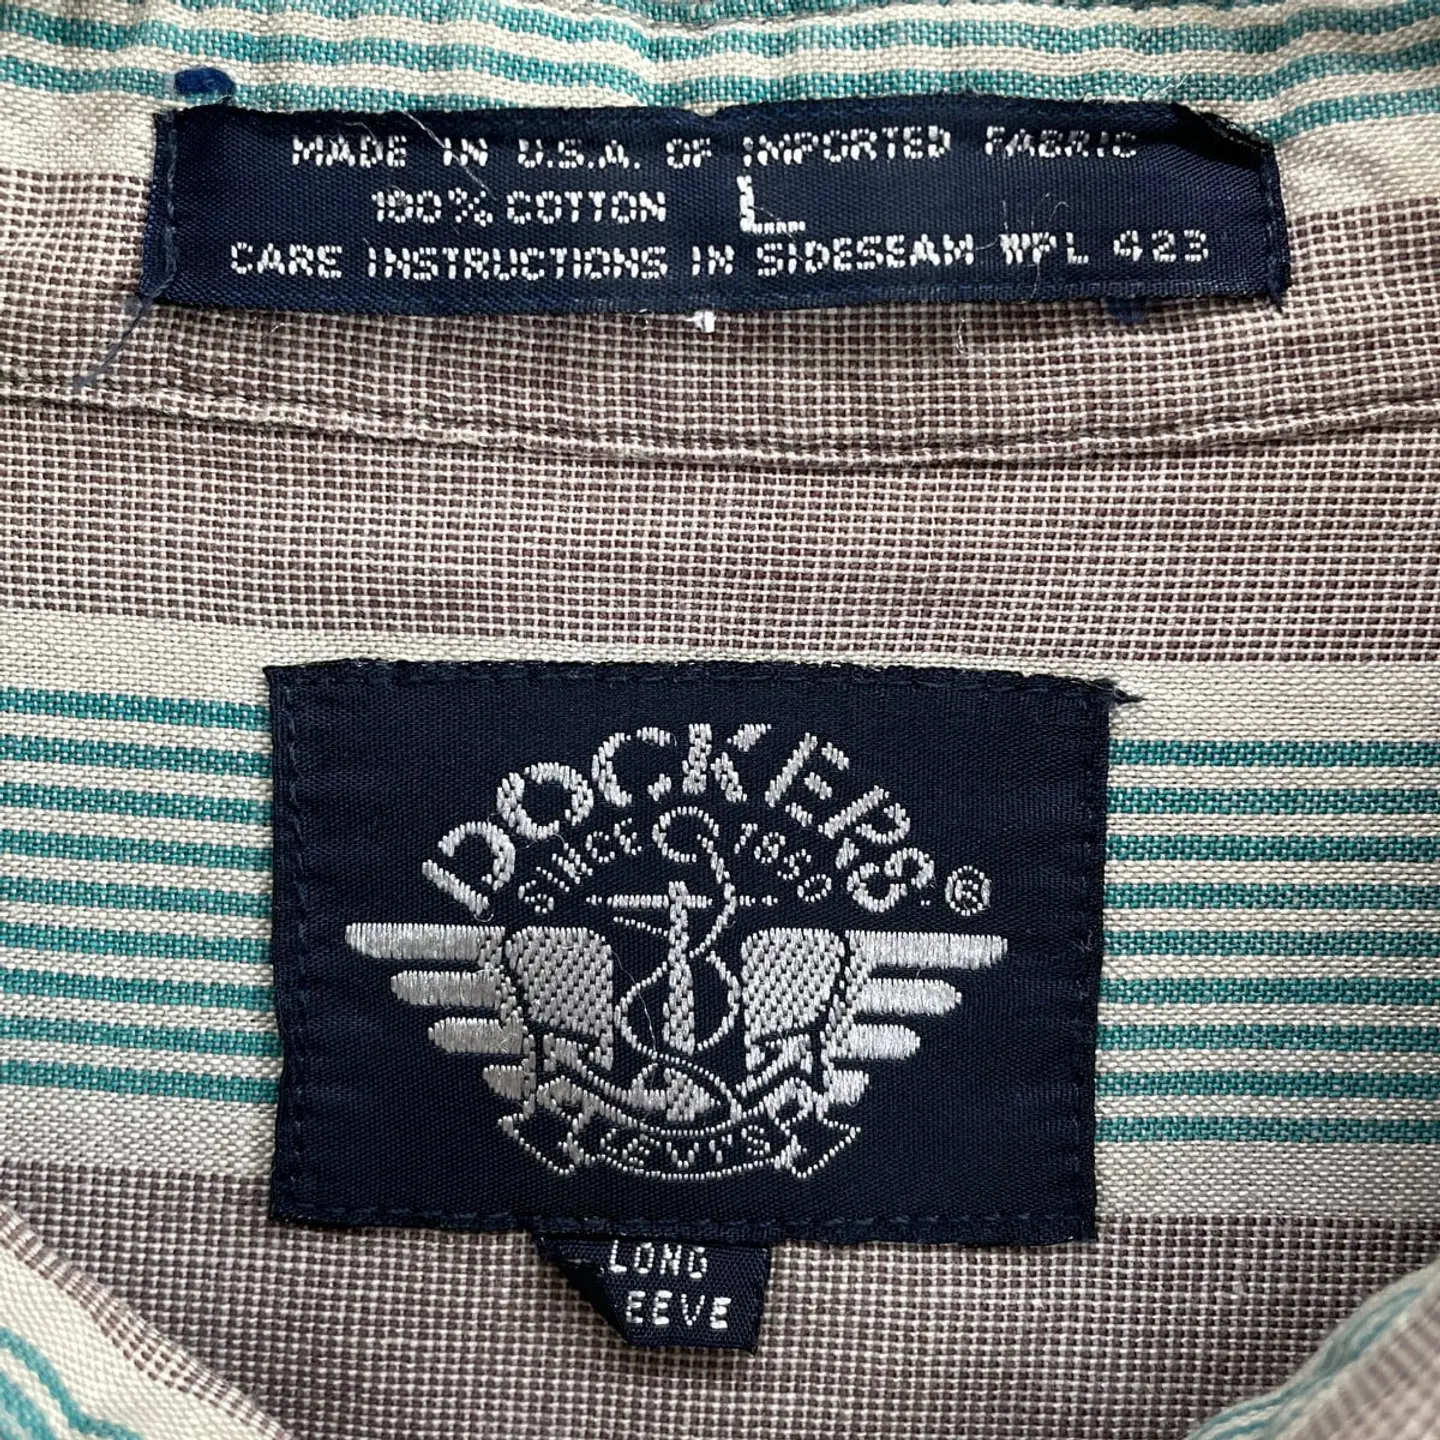 MADE IN U.S.A. OF IMPORTED FABRIC
100% COTTON L
CARE INSTRUCTIONS IN SIDESEAM WPL 423
DOCKERS®
SINCE 1850
LEVI'S
LONG
EEVE